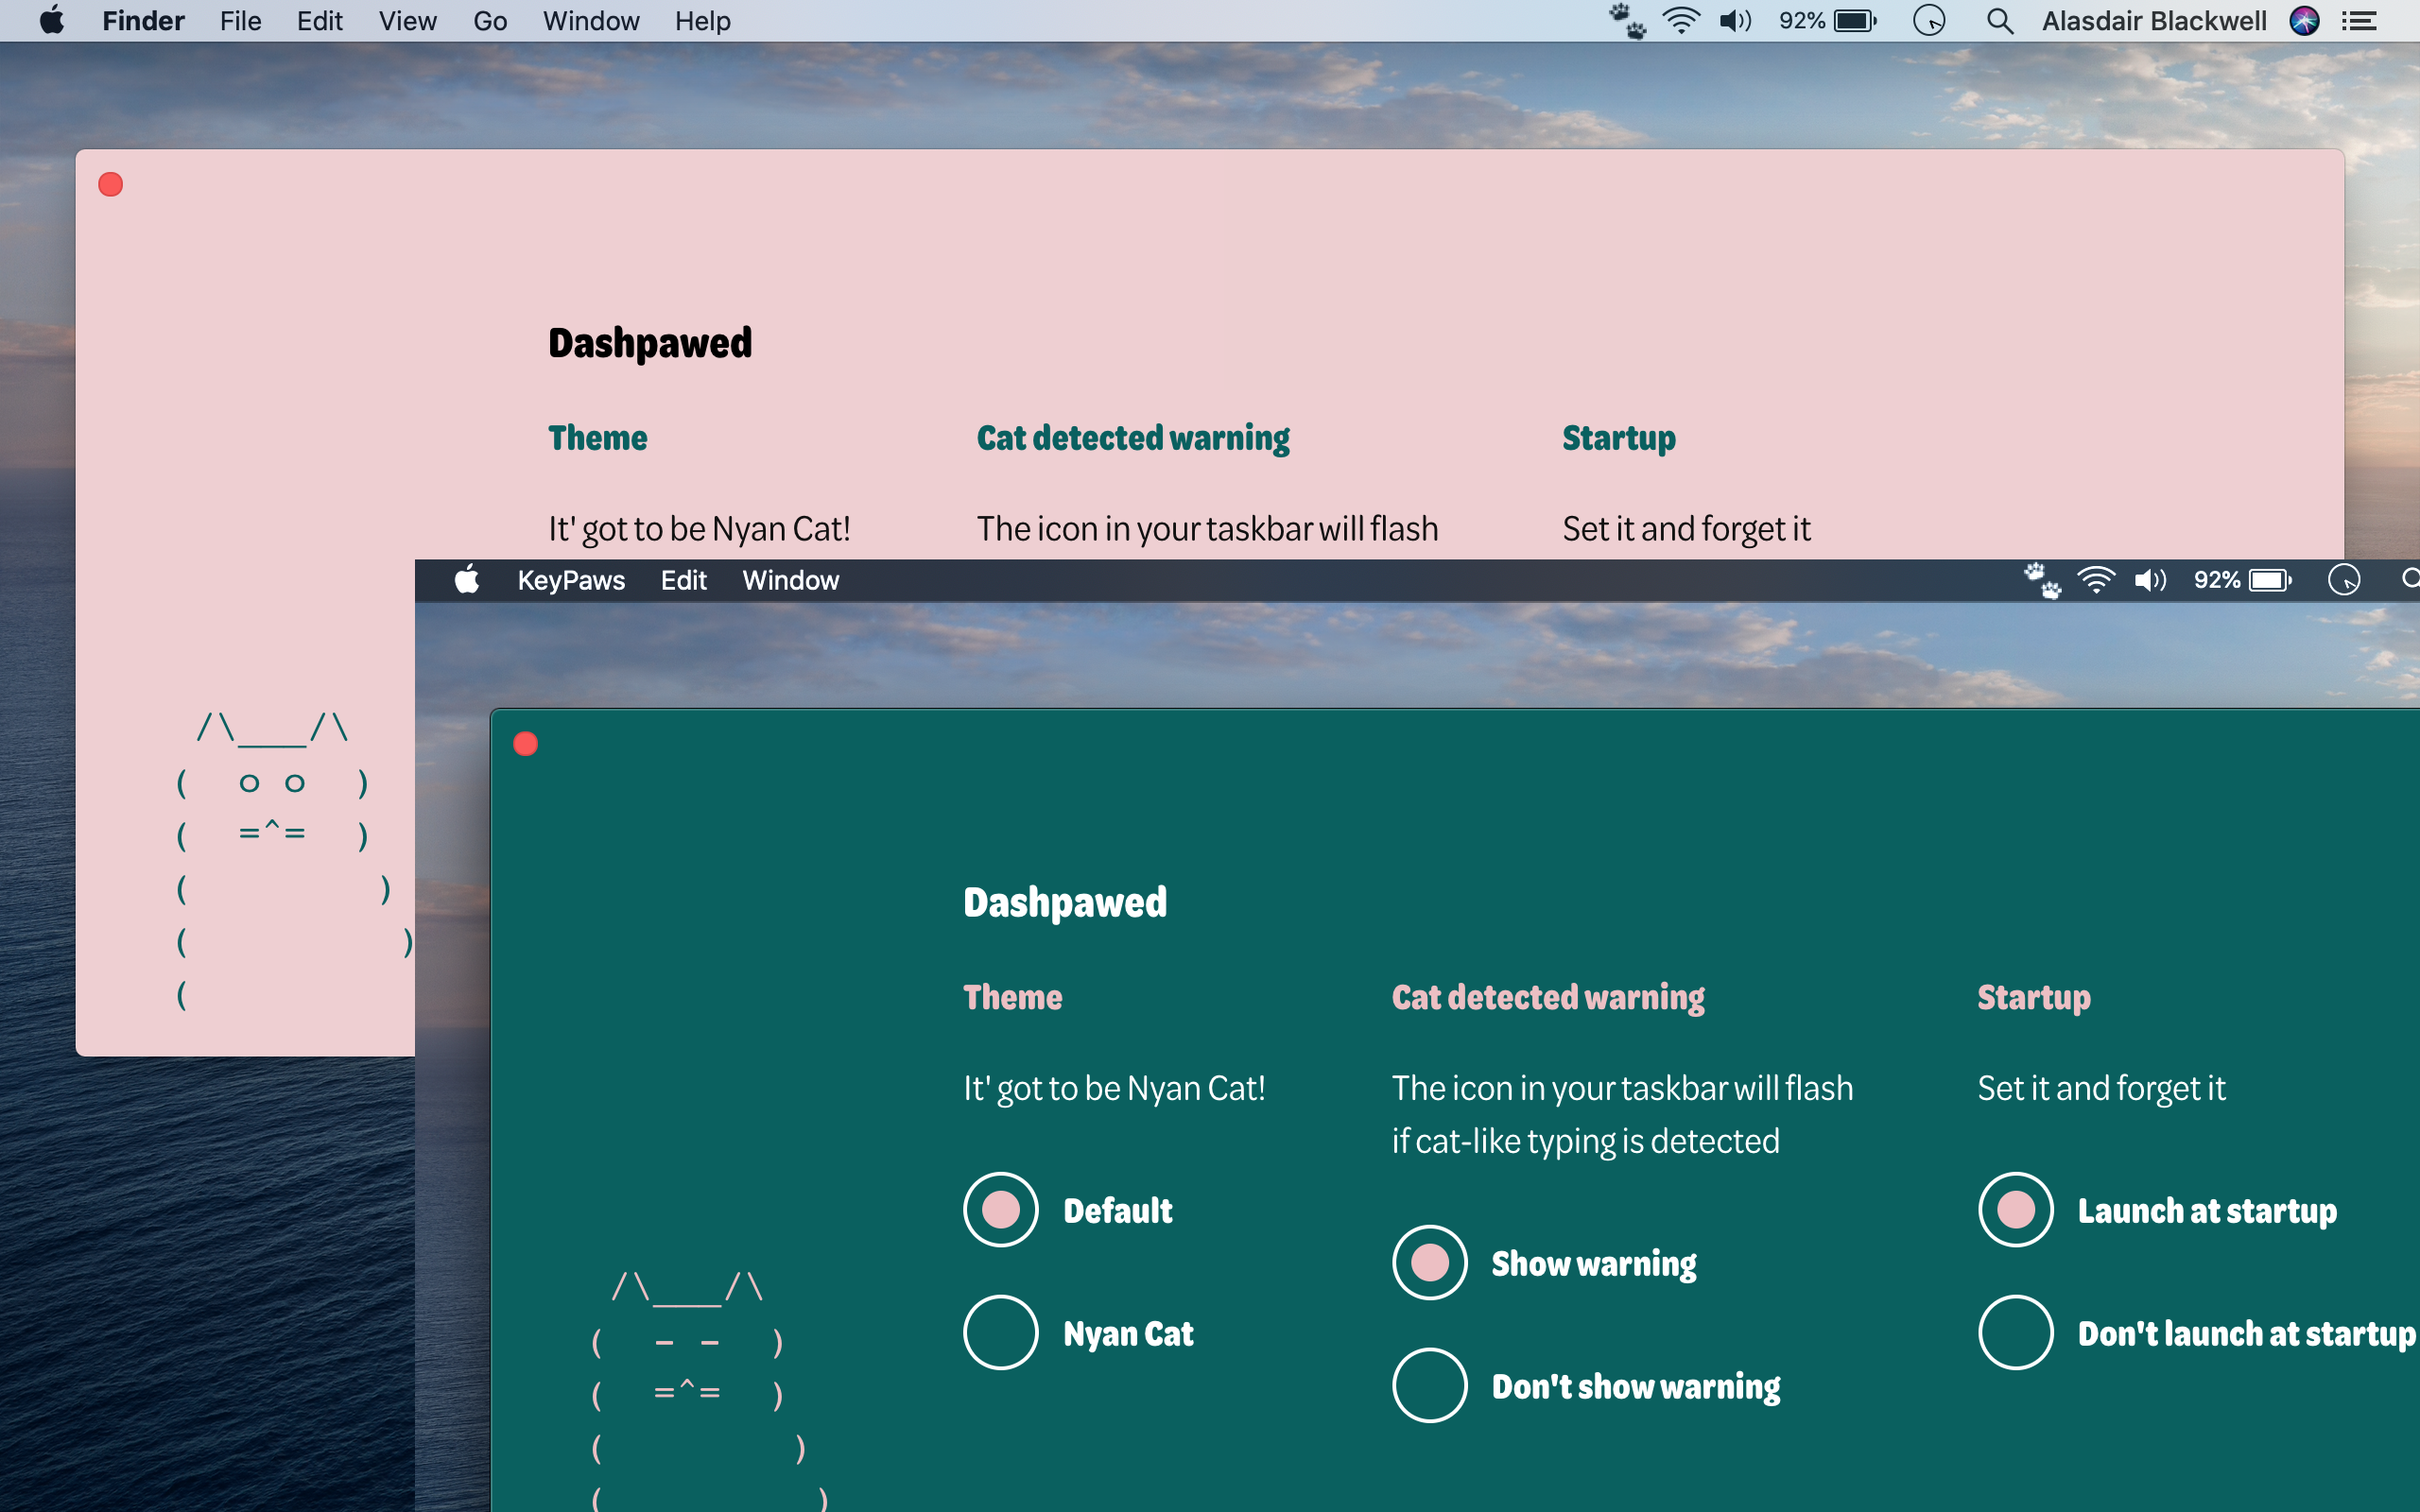 Finder File Edit View Go Window Help 92% Alasdair Blackwell
Dashpawed
Theme Cat detected warning Startup
It' got to be Nyan Cat! The icon in your taskbar will flash Set it and forget it
/\___/\
( o o )
( =^= )
( )
( )
(
KeyPaws Edit Window 92%
Dashpawed
Theme
It' got to be Nyan Cat!
Default
Nyan Cat
Cat detected warning
The icon in your taskbar will flash
if cat-like typing is detected
Show warning
Don't show warning
Startup
Set it and forget it
Launch at startup
Don't launch at startup
/\___/\
( - - )
( =^= )
( )
( )